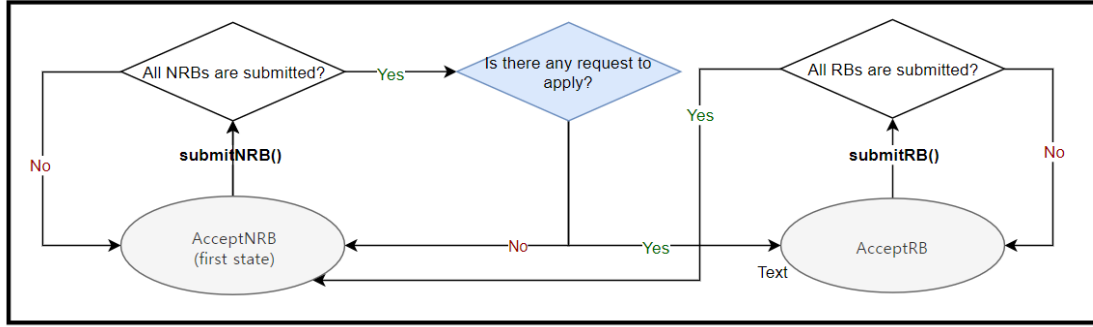 All NRBs are submitted?
Yes
Is there any request to
apply?
All RBs are submitted?
Yes
No
submitNRB()
submitRB()
No
AcceptNRB
(first state)
No
Yes
AcceptRB
Text